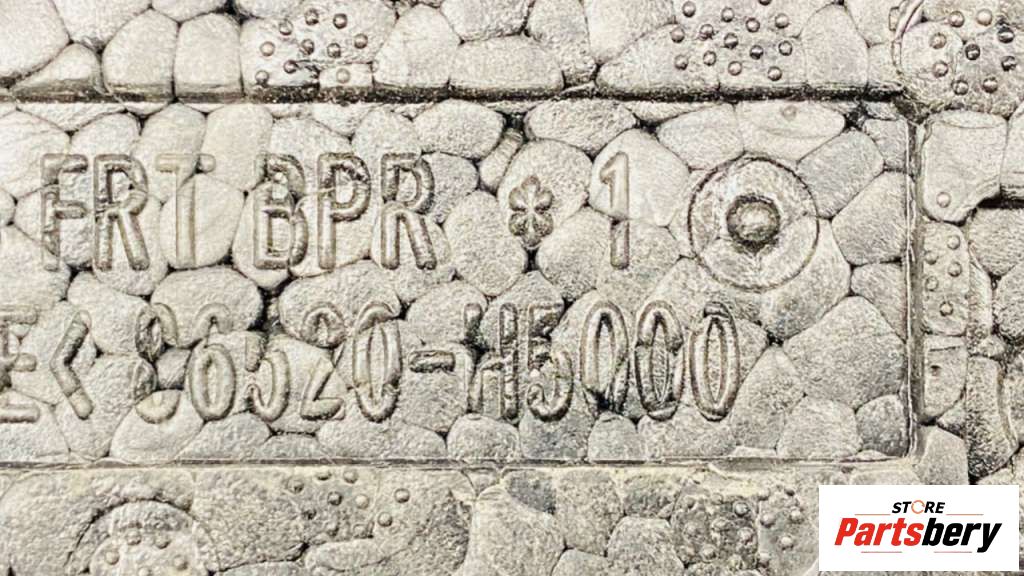 FRT BPR * 1
E< 86520-H5000
STORE
Partsbery